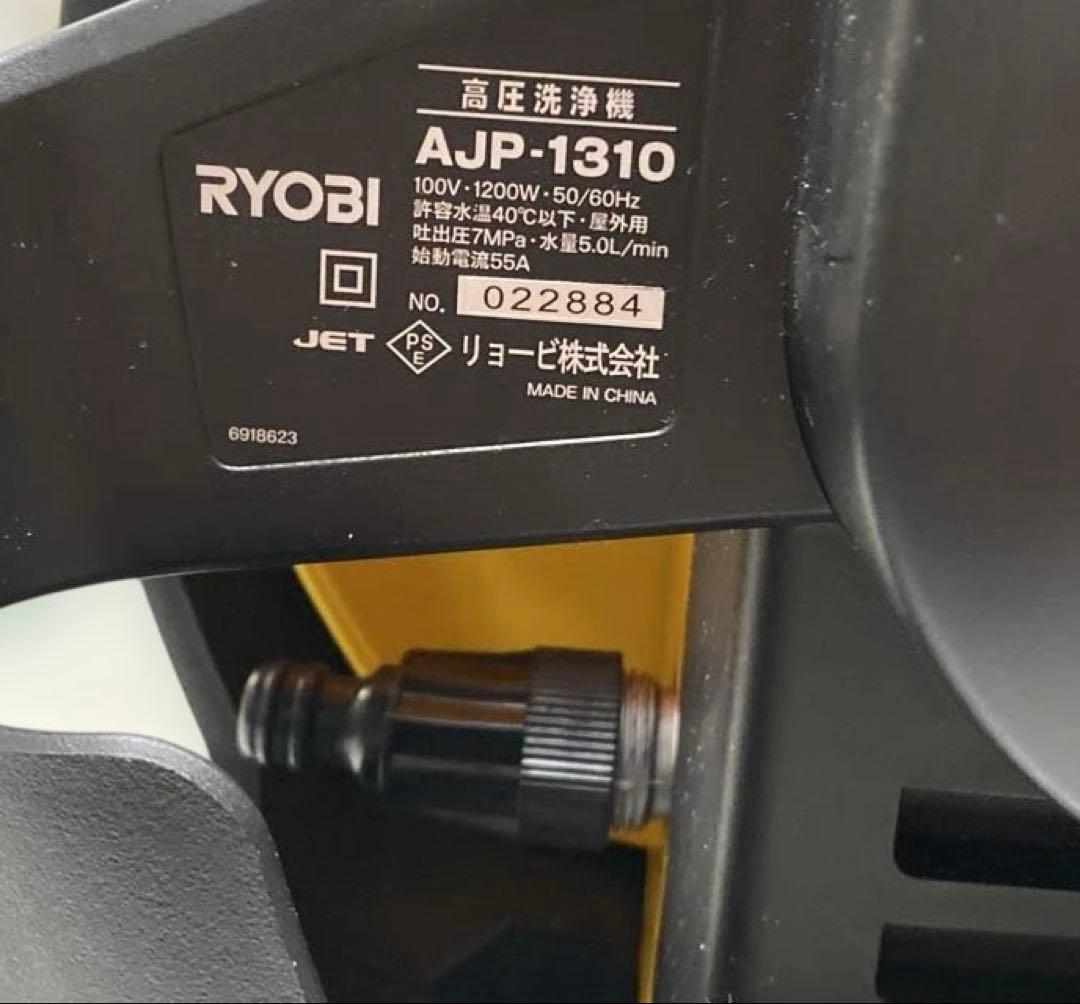 高圧洗浄機
AJP-1310
RYOBI
100V・1200W・50/60Hz
許容水温40℃以下・屋外用
吐出圧7MPa・水量5.0L/min
始動電流55A
NO. 022884
JET PSE リョービ株式会社
MADE IN CHINA
6918623